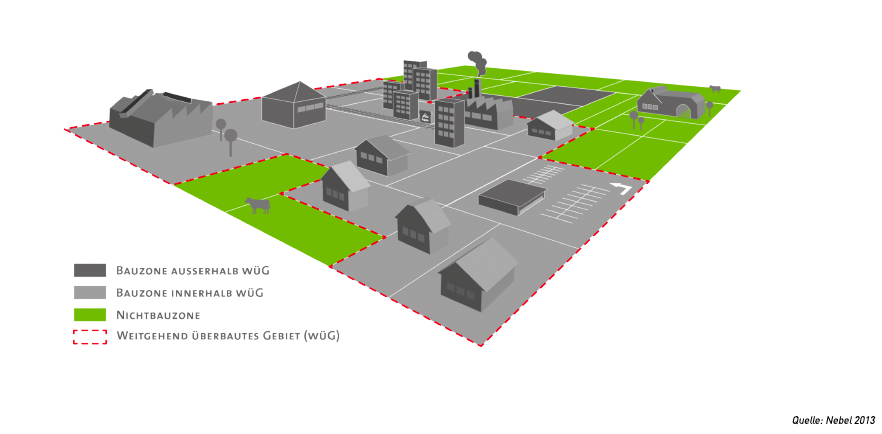 BAUZONE AUSSERHALB WÜG
BAUZONE INNERHALB WÜG
NICHTBAUZONE
WEITGEHEND ÜBERBAUTES GEBIET (WÜG)
Quelle: Nebel 2013